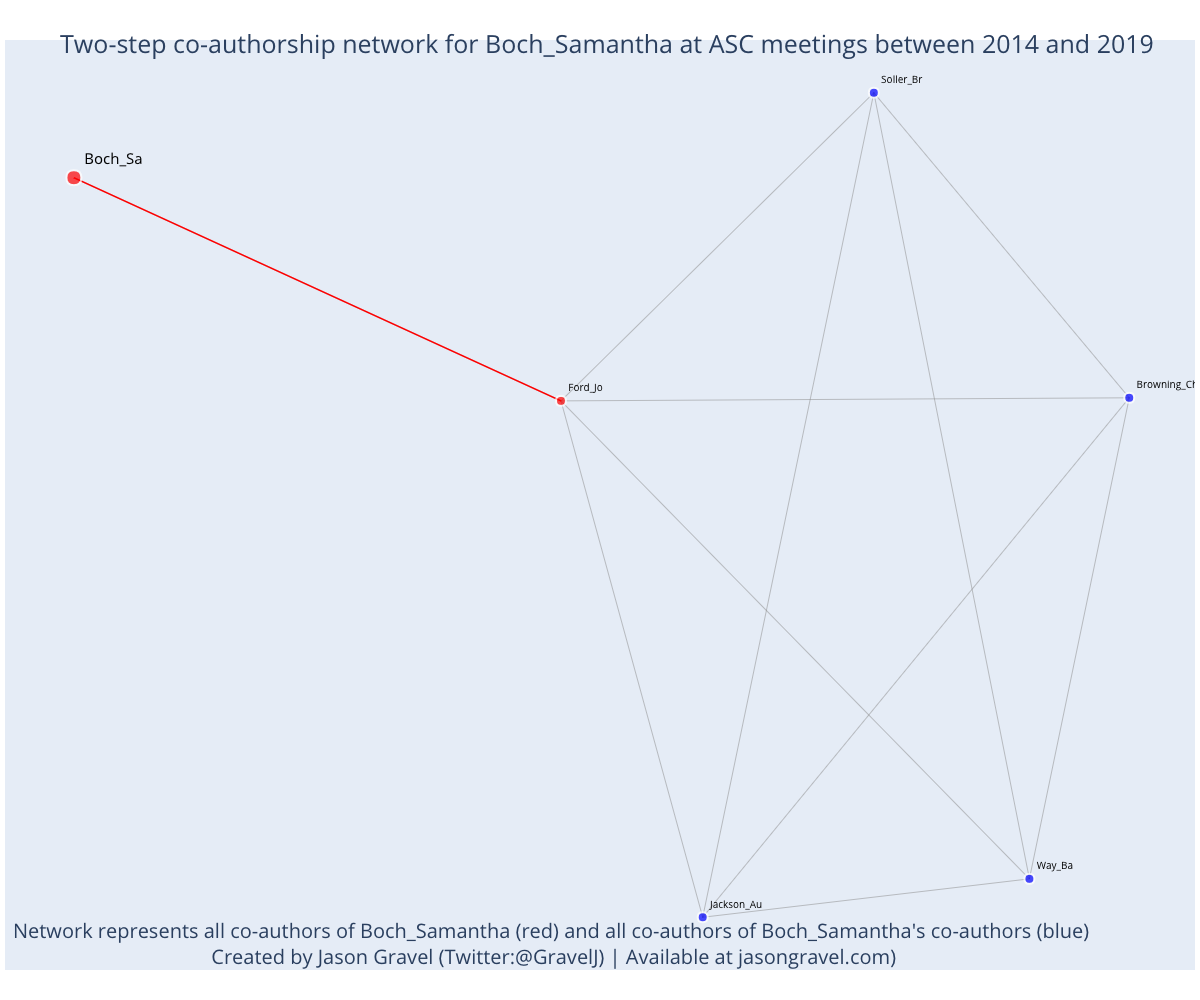 Two-step co-authorship network for Boch_Samantha at ASC meetings between 2014 and 2019
Soller_Br
Boch_Sa
Ford_Jo
Browning_Ch
Way_Ba
Jackson_Au
Network represents all co-authors of Boch_Samantha (red) and all co-authors of Boch_Samantha's co-authors (blue)
Created by Jason Gravel (Twitter:@GravelJ) | Available at jasongravel.com)